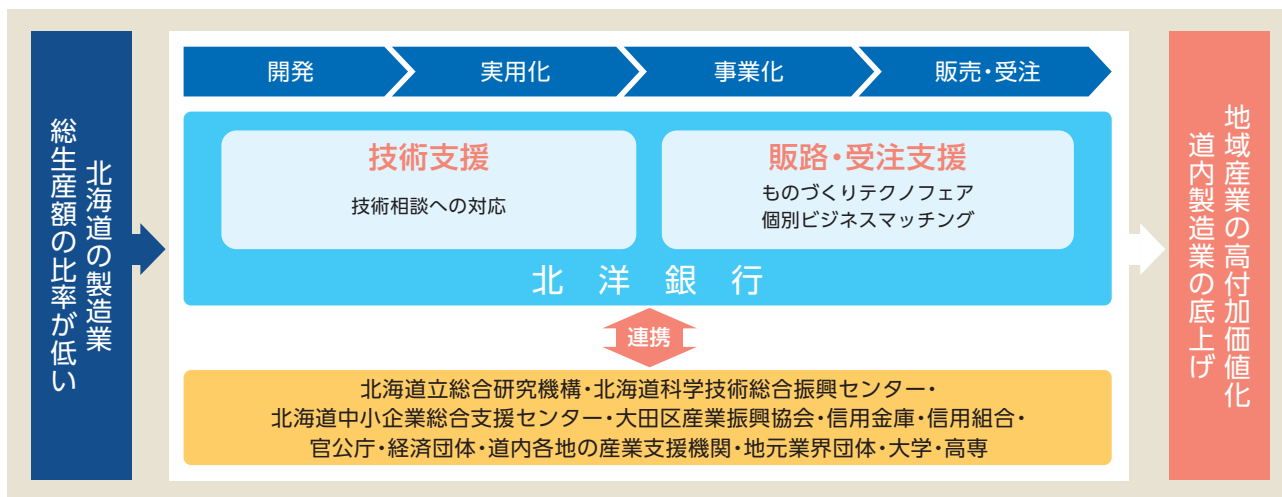 北海道の製造業
総生産額の比率が低い
開発
実用化
事業化
販売・受注
技術支援
技術相談への対応
販路・受注支援
ものづくりテクノフェア
個別ビジネスマッチング
北洋銀行
連携
北海道立総合研究機構・北海道科学技術総合振興センター・
北海道中小企業総合支援センター・大田区産業振興協会・信用金庫・信用組合・
官公庁・経済団体・道内各地の産業支援機関・地元業界団体・大学・高専
地域産業の高付加価値化
道内製造業の底上げ